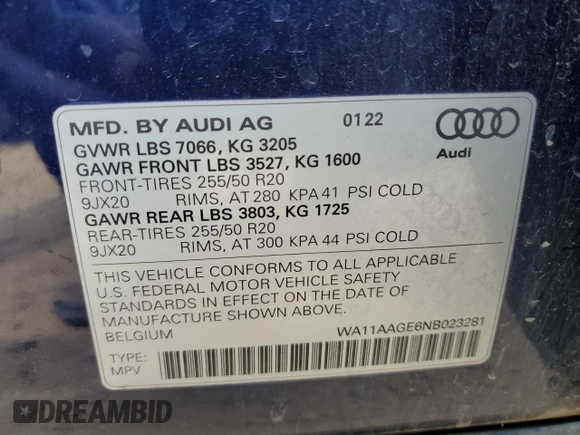 MFD. BY AUDI AG 0122
GVWR LBS 7066, KG 3205
GAWR FRONT LBS 3527, KG 1600
FRONT-TIRES 255/50 R20
9JX20 RIMS, AT 280 KPA 41 PSI COLD
GAWR REAR LBS 3803, KG 1725
REAR-TIRES 255/50 R20
9JX20 RIMS, AT 300 KPA 44 PSI COLD
Audi
THIS VEHICLE CONFORMS TO ALL APPLICABLE
U.S. FEDERAL MOTOR VEHICLE SAFETY
STANDARDS IN EFFECT ON THE DATE OF
MANUFACTURE SHOWN ABOVE.
BELGIUM WA11AAGE6NB023281
TYPE:
MPV
DREAMBID